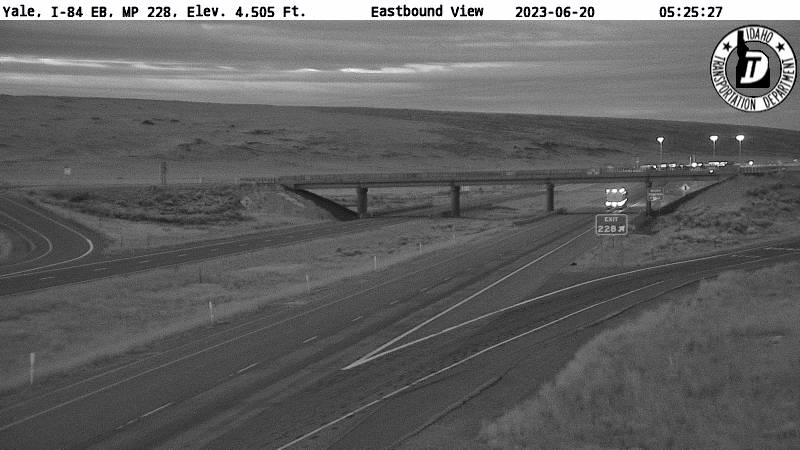 Yale, I-84 EB, MP 228, Elev. 4,505 Ft. Eastbound View 2023-06-20 05:25:27
IDAHO
TRANSPORTATION DEPARTMENT
EXIT
228